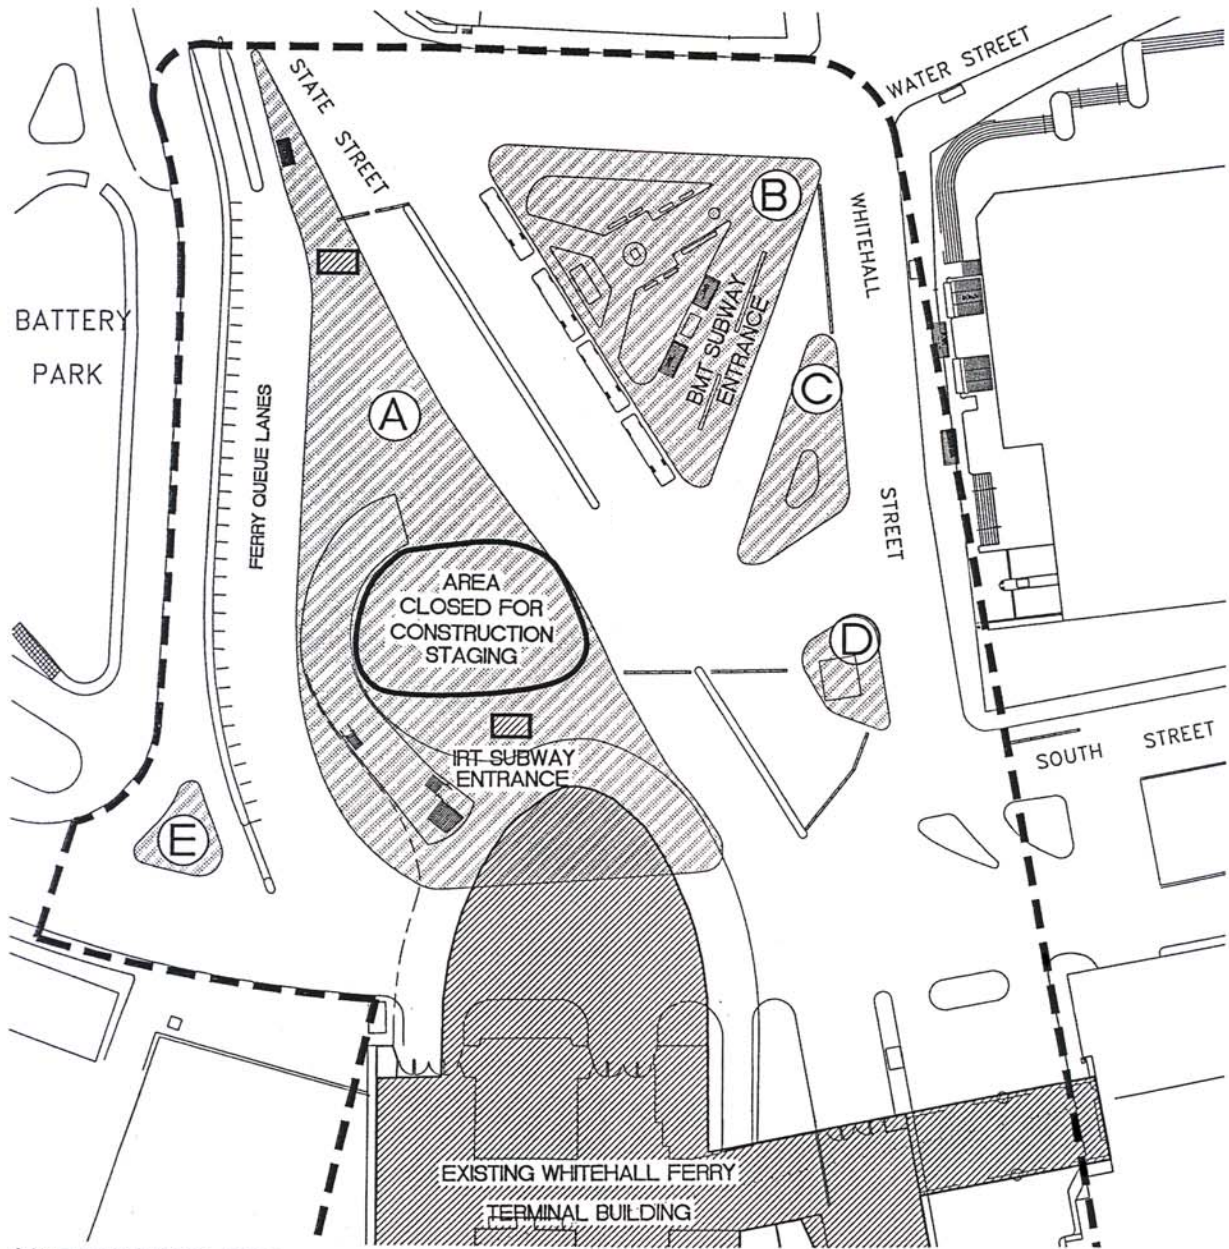 WATER STREET
STATE
STREET
B
WHITEHALL
STREET
BATTERY
PARK
FERRY QUEUE LANES
A
BMT SUBWAY
ENTRANCE
C
AREA
CLOSED FOR
CONSTRUCTION
STAGING
D
IRT SUBWAY
ENTRANCE
SOUTH STREET
E
EXISTING WHITEHALL FERRY
TERMINAL BUILDING